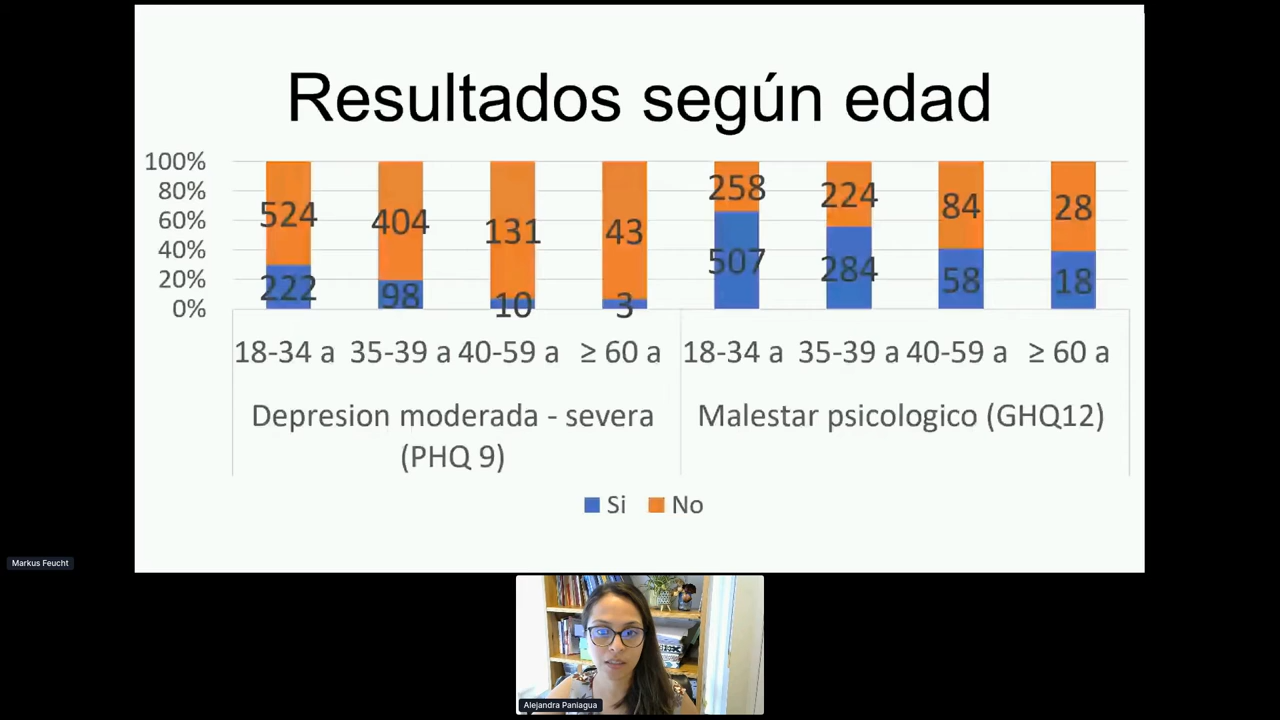 Resultados según edad
100%
80%
60%
40%
20%
0%
524 404 131 43 258 224 84 28
222 98 10 3 507 284 58 18
18-34 a 35-39 a 40-59 a ≥ 60 a 18-34 a 35-39 a 40-59 a ≥ 60 a
Depresion moderada - severa
(PHQ 9)
Malestar psicologico (GHQ12)
Si No
Markus Feucht
Alejandra Paniagua